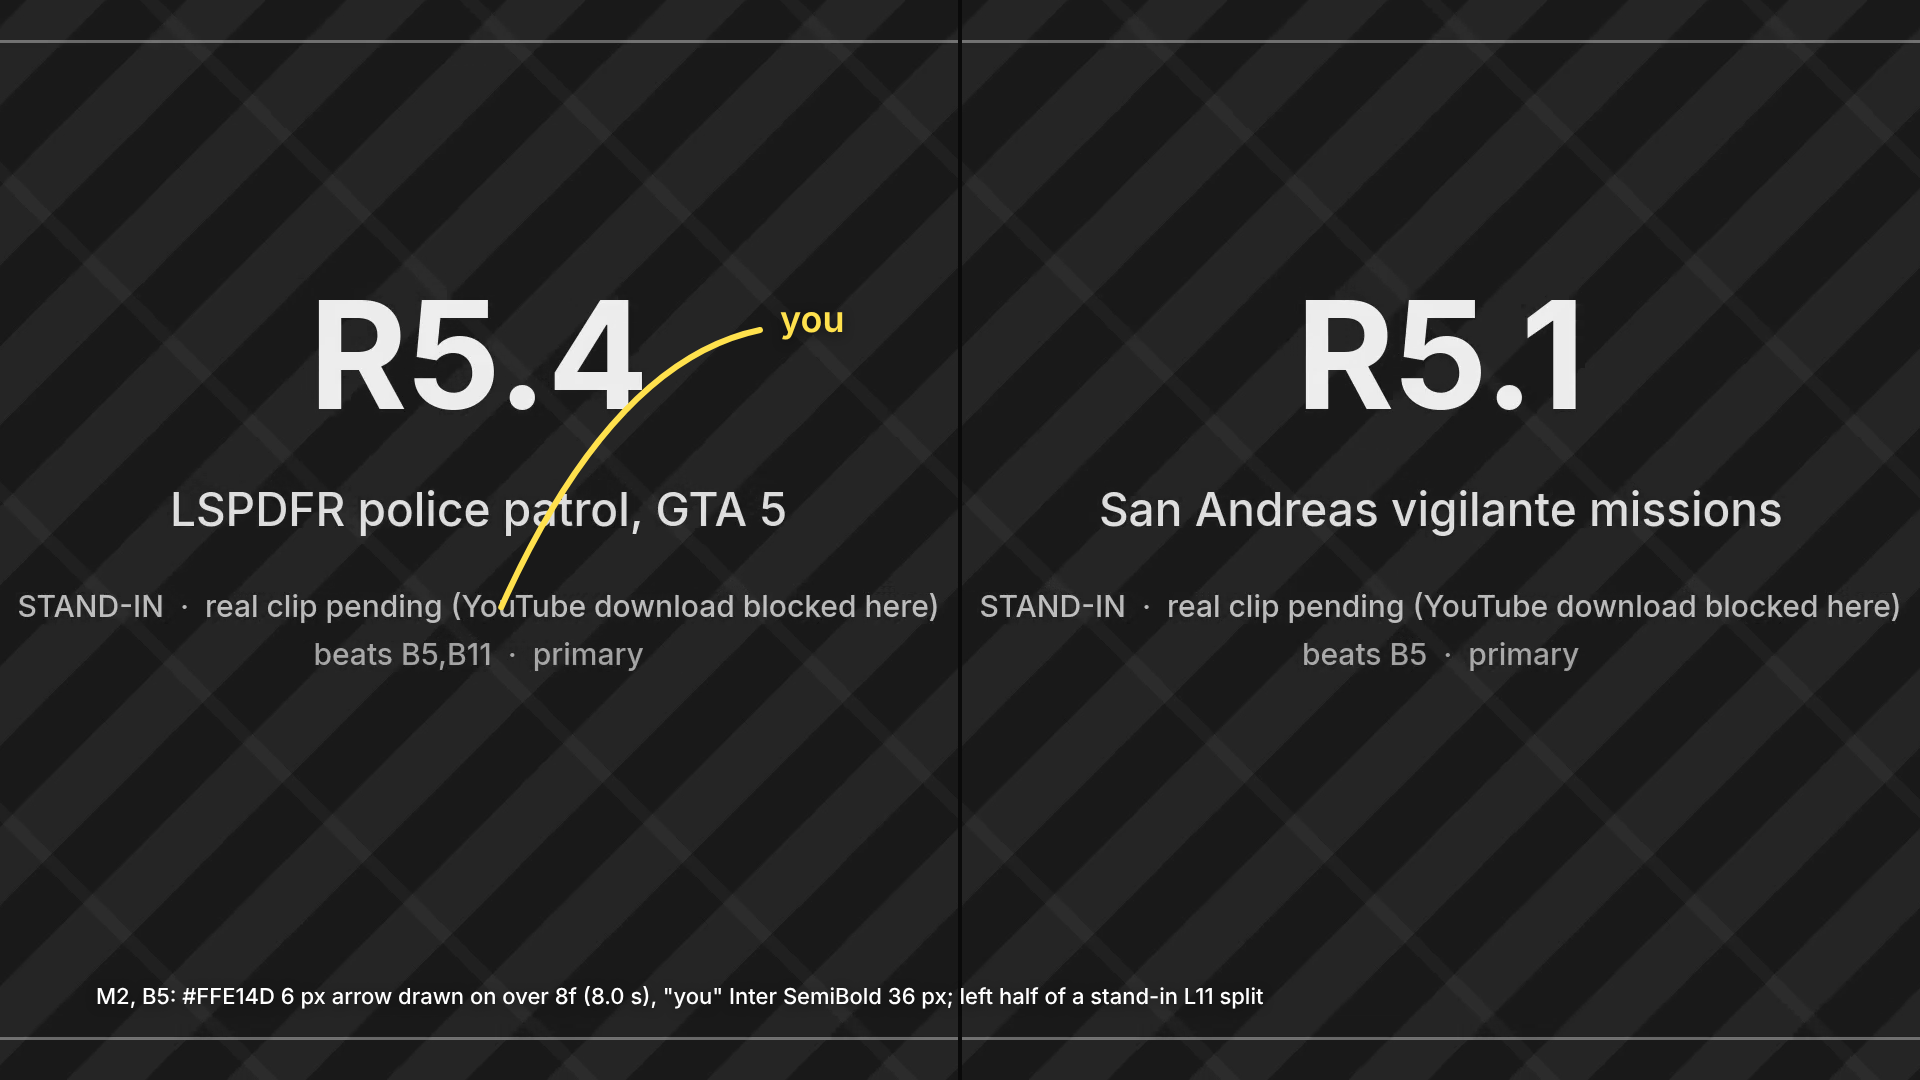 R5.4
you
LSPDFR police patrol, GTA 5
STAND-IN · real clip pending (YouTube download blocked here)
beats B5,B11 · primary
R5.1
San Andreas vigilante missions
STAND-IN · real clip pending (YouTube download blocked here)
beats B5 · primary
M2, B5: #FFE14D 6 px arrow drawn on over 8f (8.0 s), "you" Inter SemiBold 36 px; left half of a stand-in L11 split